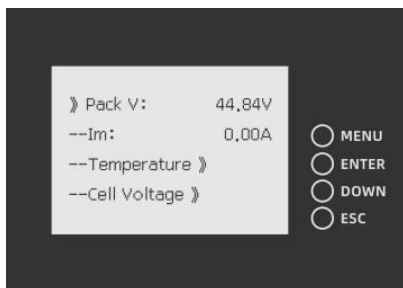 》Pack V: 44.84V
--Im: 0.00A
--Temperature 》
--Cell Voltage 》
MENU
ENTER
DOWN
ESC